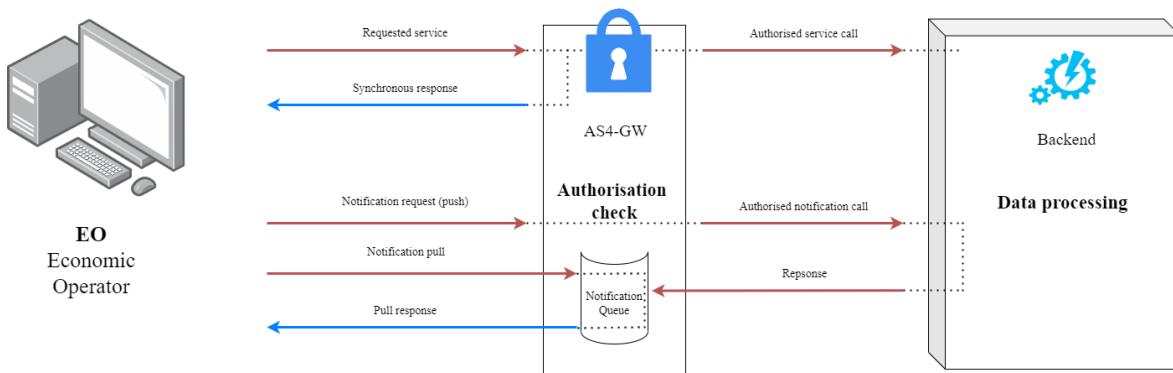 Requested service
Authorised service call
Synchronous response
AS4-GW
Backend
Authorisation
check
Notification request (push)
Authorised notification call
Data processing
EO
Economic
Operator
Notification pull
Repsonse
Notification
Queue
Pull response